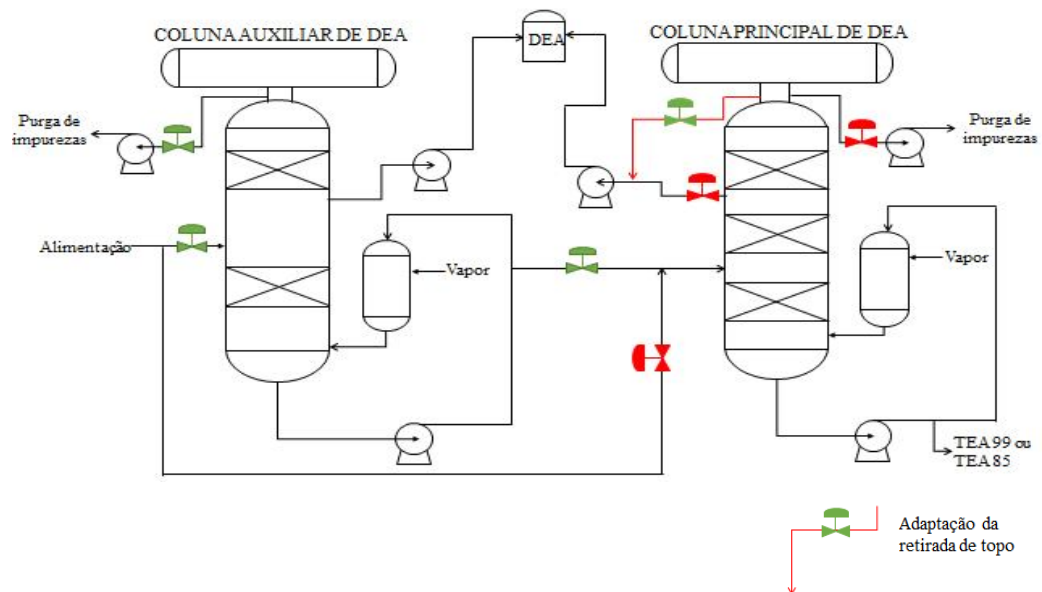 COLUNA AUXILIAR DE DEA
DEA
COLUNA PRINCIPAL DE DEA
Purga de
impurezas
Purga de
impurezas
Alimentação
Vapor
Vapor
TEA 99 ou
TEA 85
Adaptação da
retirada de topo